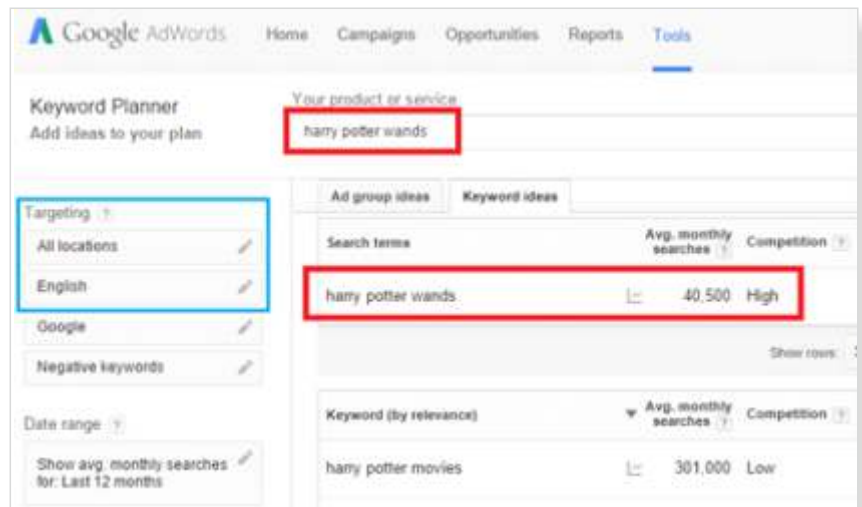 Google AdWords Home Campaigns Opportunities Reports Tools
Keyword Planner
Add ideas to your plan
Your product or service
harry potter wands
Targeting ?
All locations
English
Google
Negative keywords
Date range ?
Show avg. monthly searches
for: Last 12 months
Ad group ideas Keyword ideas
Search terms Avg. monthly searches ? Competition ?
harry potter wands 40,500 High
Show rows:
Keyword (by relevance) Avg. monthly searches ? Competition ?
harry potter movies 301,000 Low